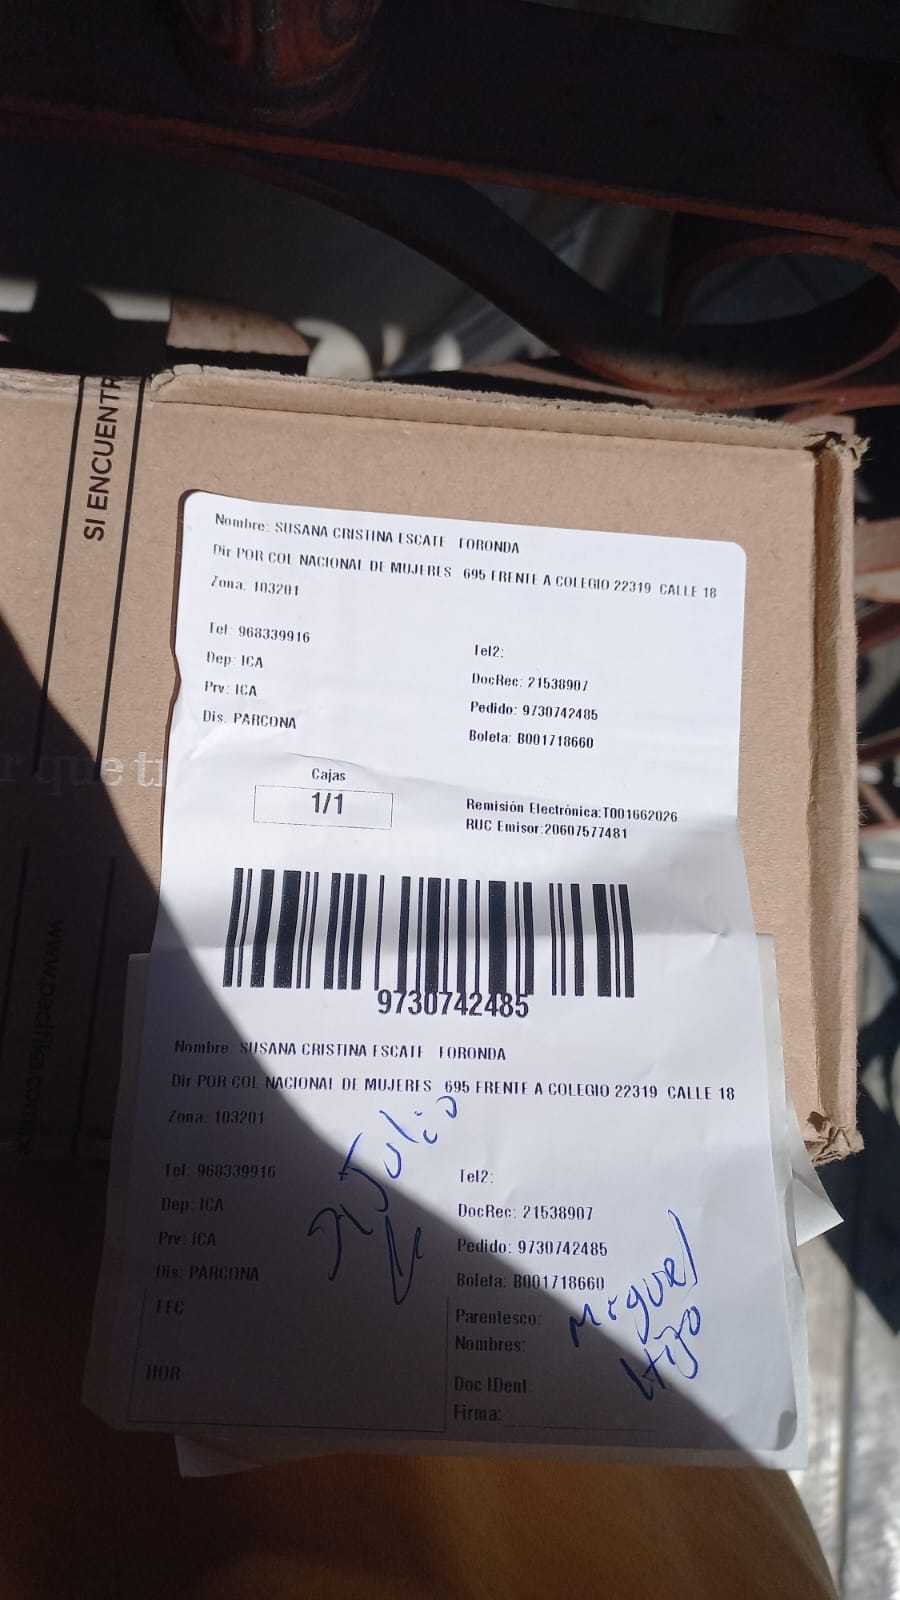 SI ENCUENTR
r que tr
Nombre: SUSANA CRISTINA ESCATE FORONDA
Dir POR COL NACIONAL DE MUJERES 695 FRENTE A COLEGIO 22319 CALLE 18
Zona: 103201
Tel: 968339916
Tel2:
Dep: ICA
DocRec: 21538907
Prv: ICA
Pedido: 9730742485
Dis. PARCONA
Boleta: B001718660
Cajas
1/1
Remisión Electrónica:T001662026
RUC Emisor:20607577481
9730742485
Nombre: SUSANA CRISTINA ESCATE FORONDA
Dir POR COL NACIONAL DE MUJERES 695 FRENTE A COLEGIO 22319 CALLE 18
Zona: 103201
Tel: 968339916
Tel2:
Dep: ICA
DocRec: 21538907
Prv: ICA
Pedido: 9730742485
Dis: PARCONA
Boleta: B001718660
Julio
FEC
Parentesco:
Nombres:
Miguel
Hijo
HOR
Doc IDent:
Firma: